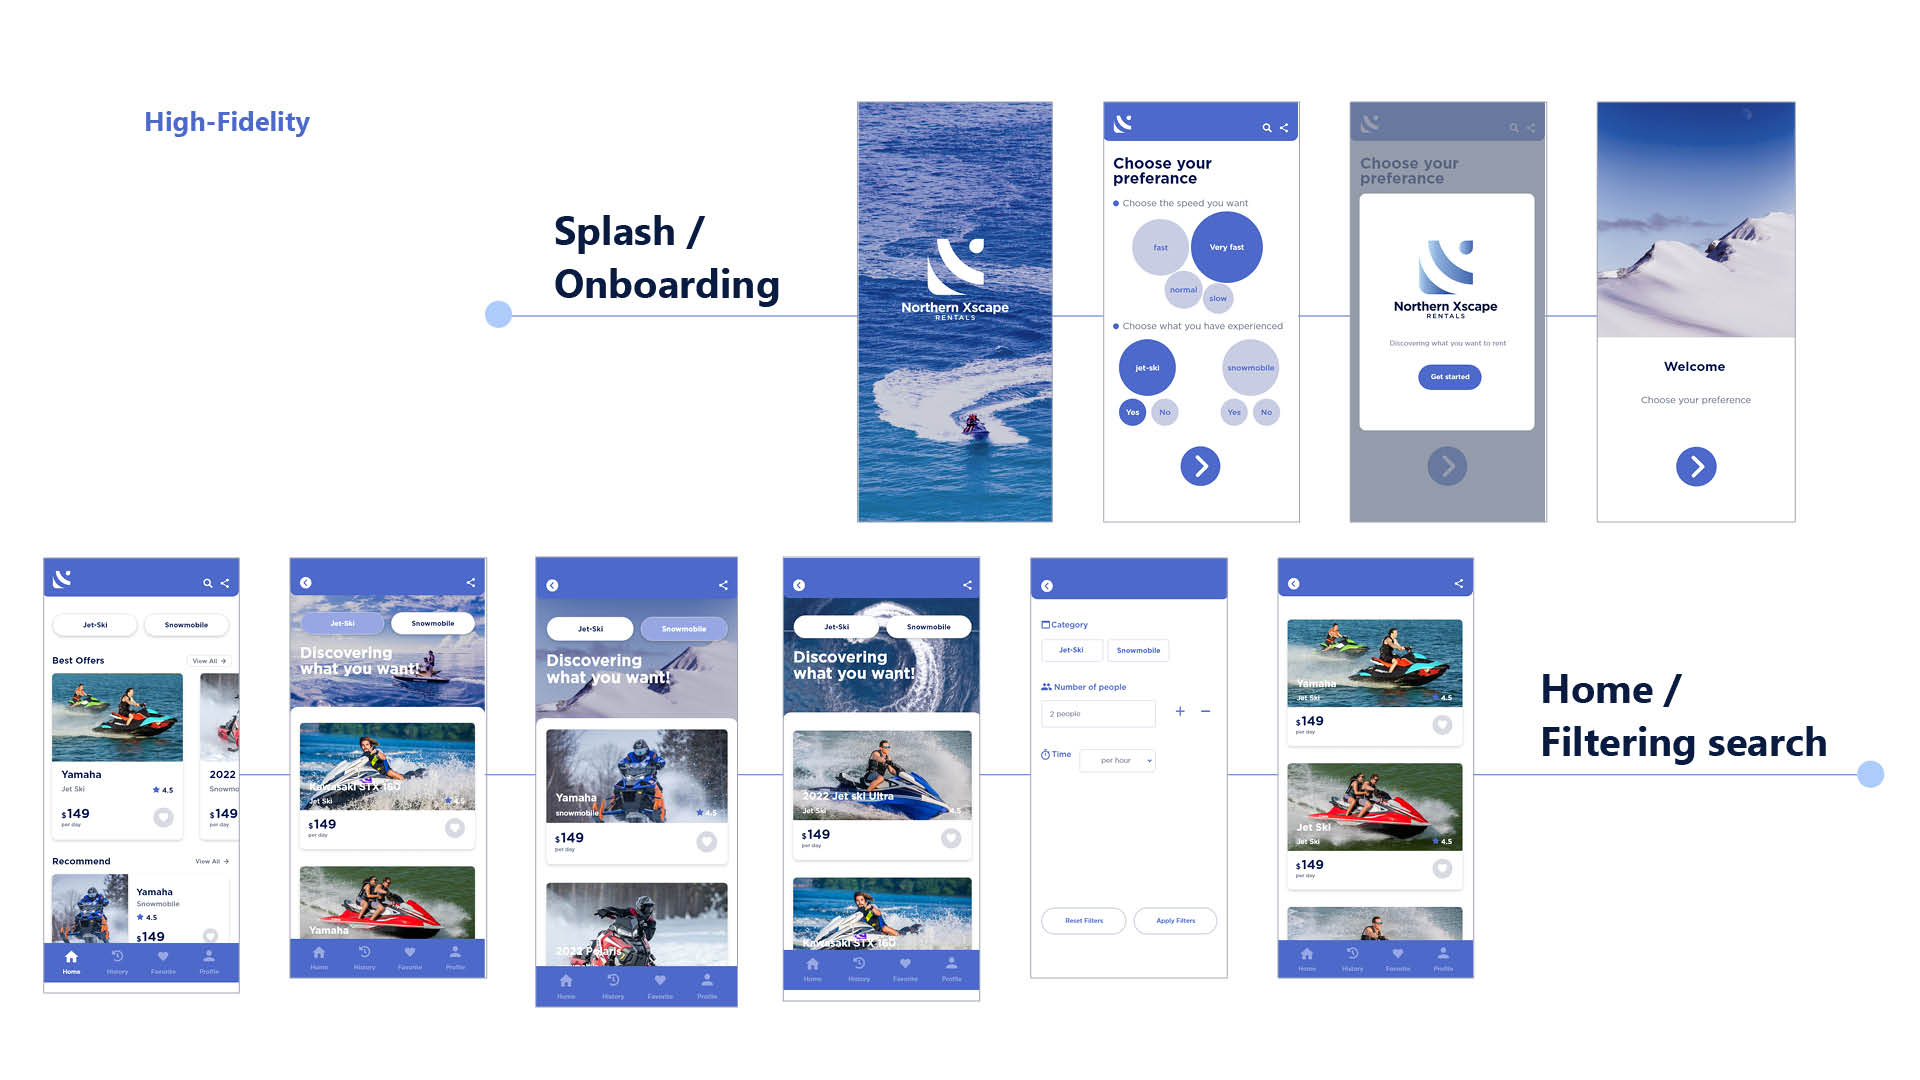 High-Fidelity
Splash /
Onboarding
Northern Xscape
RENTALS
Choose your
preferance
Choose the speed you want
fast
Very fast
normal
slow
Choose what you have experienced
jet-ski
snowmobile
Yes
No
Yes
No
Choose your
preferance
Northern Xscape
RENTALS
Discovering what you want to rent
Get started
Welcome
Choose your preference
Jet-Ski
Snowmobile
Best Offers
View All
Yamaha
Jet Ski
4.5
$149
per day
2022
Snowmo
$149
per day
Recommend
View All
Yamaha
Snowmobile
4.5
$149
Home
History
Favorite
Profile
Jet-Ski
Snowmobile
Discovering
what you want!
Kawasaki STX 160
Jet Ski
4.5
$149
per day
Yamaha
Home
History
Favorite
Profile
Jet-Ski
Snowmobile
Discovering
what you want!
Yamaha
snowmobile
4.5
$149
per day
2022 Polaris
Home
History
Favorite
Profile
Jet-Ski
Snowmobile
Discovering
what you want!
2022 Jet ski Ultra
Jet Ski
4.5
$149
per day
Kawasaki STX 160
Home
History
Favorite
Profile
Category
Jet-Ski
Snowmobile
Number of people
2 people
+ −
Time
per hour
Reset Filters
Apply Filters
Yamaha
Jet Ski
4.5
$149
per day
Jet Ski
Jet Ski
4.5
$149
per day
Home
History
Favorite
Profile
Home /
Filtering search